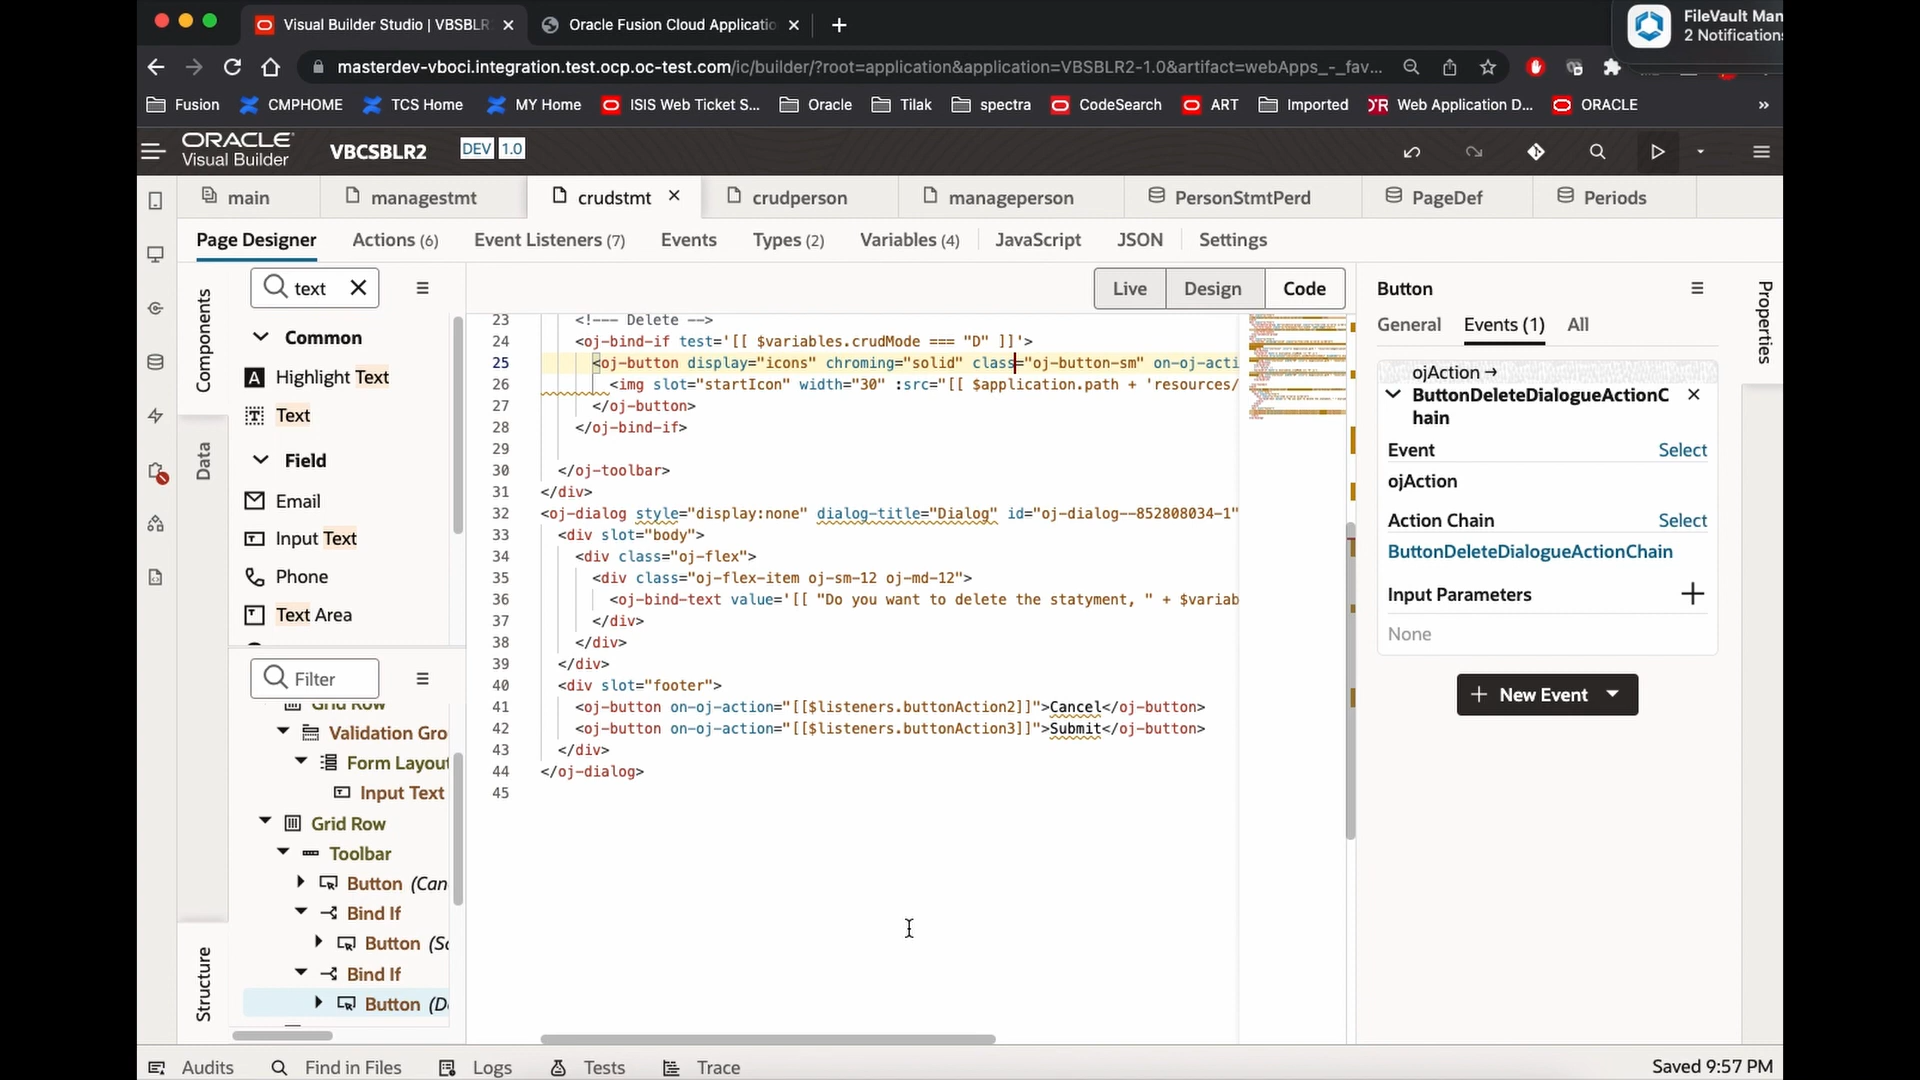 Visual Builder Studio | VBSBLR
Oracle Fusion Cloud Applicatio
FileVault Man
2 Notifications
masterdev-vboci.integration.test.ocp.oc-test.com/ic/builder/?root=application&application=VBSBLR2-1.0&artifact=webApps_-_fav...
Fusion
CMPHOME
TCS Home
MY Home
ISIS Web Ticket S...
Oracle
Tilak
spectra
CodeSearch
ART
Imported
Web Application D...
ORACLE
»
ORACLE
Visual Builder
VBCSBLR2
DEV 1.0
main
managestmt
crudstmt
crudperson
manageperson
PersonStmtPerd
PageDef
Periods
Page Designer
Actions (6)
Event Listeners (7)
Events
Types (2)
Variables (4)
JavaScript
JSON
Settings
Components
Data
Structure
text
Common
Highlight Text
Text
Field
Email
Input Text
Phone
Text Area
Filter
Grid Row
Validation Gro
Form Layout
Input Text
Grid Row
Toolbar
Button (Can
Bind If
Button (Sc
Bind If
Button (D
Live
Design
Code
23 <!--- Delete -->
24 <oj-bind-if test='[[ $variables.crudMode === "D" ]]'>
25 <oj-button display="icons" chroming="solid" class="oj-button-sm" on-oj-acti
26 <img slot="startIcon" width="30" :src="[[ $application.path + 'resources/
27 </oj-button>
28 </oj-bind-if>
29
30 </oj-toolbar>
31 </div>
32 <oj-dialog style="display:none" dialog-title="Dialog" id="oj-dialog--852808034-1"
33 <div slot="body">
34 <div class="oj-flex">
35 <div class="oj-flex-item oj-sm-12 oj-md-12">
36 <oj-bind-text value='[[ "Do you want to delete the statyment, " + $variab
37 </div>
38 </div>
39 </div>
40 <div slot="footer">
41 <oj-button on-oj-action="[[$listeners.buttonAction2]]">Cancel</oj-button>
42 <oj-button on-oj-action="[[$listeners.buttonAction3]]">Submit</oj-button>
43 </div>
44 </oj-dialog>
45
Button
General
Events (1)
All
ojAction →
ButtonDeleteDialogueActionC
hain
Event
Select
ojAction
Action Chain
Select
ButtonDeleteDialogueActionChain
Input Parameters
None
New Event
Properties
Audits
Find in Files
Logs
Tests
Trace
Saved 9:57 PM